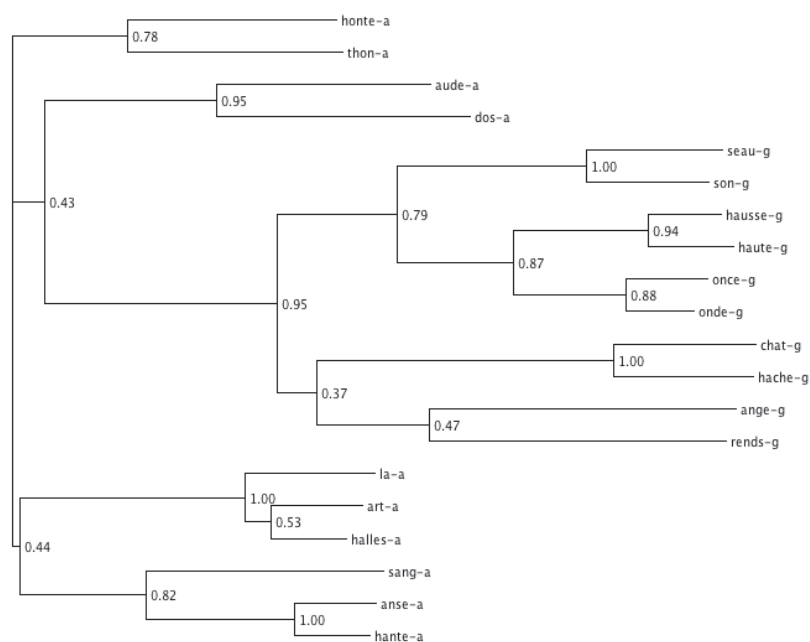 honte-a
0.78
thon-a
aude-a
0.95
dos-a
seau-g
1.00
son-g
0.43
0.79
hausse-g
0.94
haute-g
0.87
once-g
0.88
onde-g
0.95
chat-g
1.00
hache-g
0.37
ange-g
0.47
rends-g
la-a
1.00
art-a
0.53
halles-a
0.44
sang-a
0.82
anse-a
1.00
hante-a